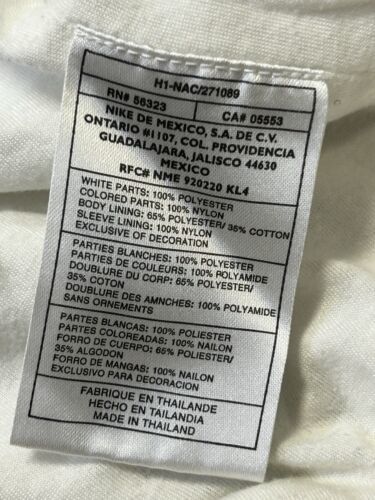 H1-NAC/271089
RN# 56323 CA# 05553
NIKE DE MEXICO, S.A. DE C.V.
ONTARIO #1107, COL. PROVIDENCIA
GUADALAJARA, JALISCO 44630
MEXICO
RFC# NME 920220 KL4
WHITE PARTS: 100% POLYESTER
COLORED PARTS: 100% NYLON
BODY LINING: 65% POLYESTER/ 35% COTTON
SLEEVE LINING: 100% NYLON
EXCLUSIVE OF DECORATION
PARTIES BLANCHES: 100% POLYESTER
PARTIES DE COULEURS: 100% POLYAMIDE
DOUBLURE DU CORP: 65% POLYESTER/
35% COTON
DOUBLURE DES AMINCHES: 100% POLYAMIDE
SANS ORNEMENTS
PARTES BLANCAS: 100% POLIESTER
PARTES COLOREADAS: 100% NAILON
FORRO DE CUERPO: 65% POLIESTER/
35% ALGODON
FORRO DE MANGAS: 100% NAILON
EXCLUSIVO PARA DECORACION
FABRIQUE EN THAILANDE
HECHO EN TAILANDIA
MADE IN THAILAND